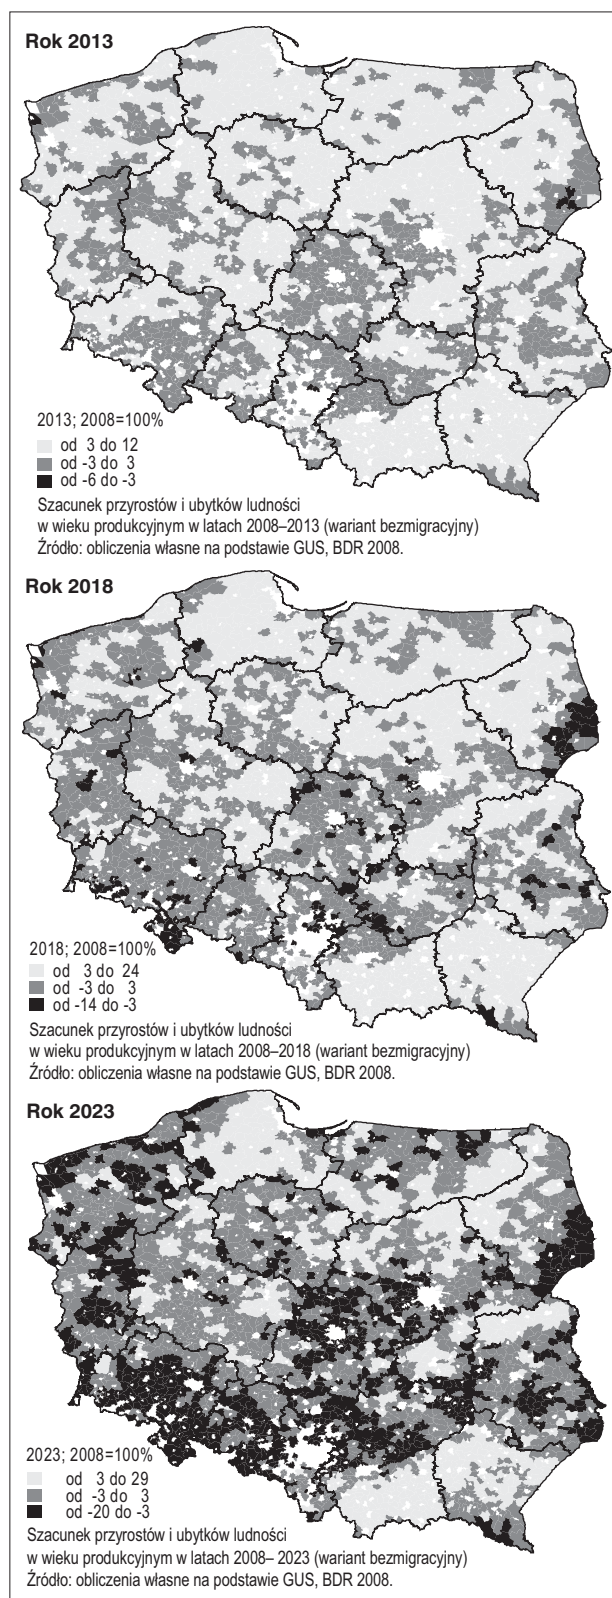 Rok 2013
2013; 2008=100%
od 3 do 12
od -3 do 3
od -6 do -3
Szacunek przyrostów i ubytków ludności
w wieku produkcyjnym w latach 2008–2013 (wariant bezmigracyjny)
Źródło: obliczenia własne na podstawie GUS, BDR 2008.
Rok 2018
2018; 2008=100%
od 3 do 24
od -3 do 3
od -14 do -3
Szacunek przyrostów i ubytków ludności
w wieku produkcyjnym w latach 2008–2018 (wariant bezmigracyjny)
Źródło: obliczenia własne na podstawie GUS, BDR 2008.
Rok 2023
2023; 2008=100%
od 3 do 29
od -3 do 3
od -20 do -3
Szacunek przyrostów i ubytków ludności
w wieku produkcyjnym w latach 2008– 2023 (wariant bezmigracyjny)
Źródło: obliczenia własne na podstawie GUS, BDR 2008.